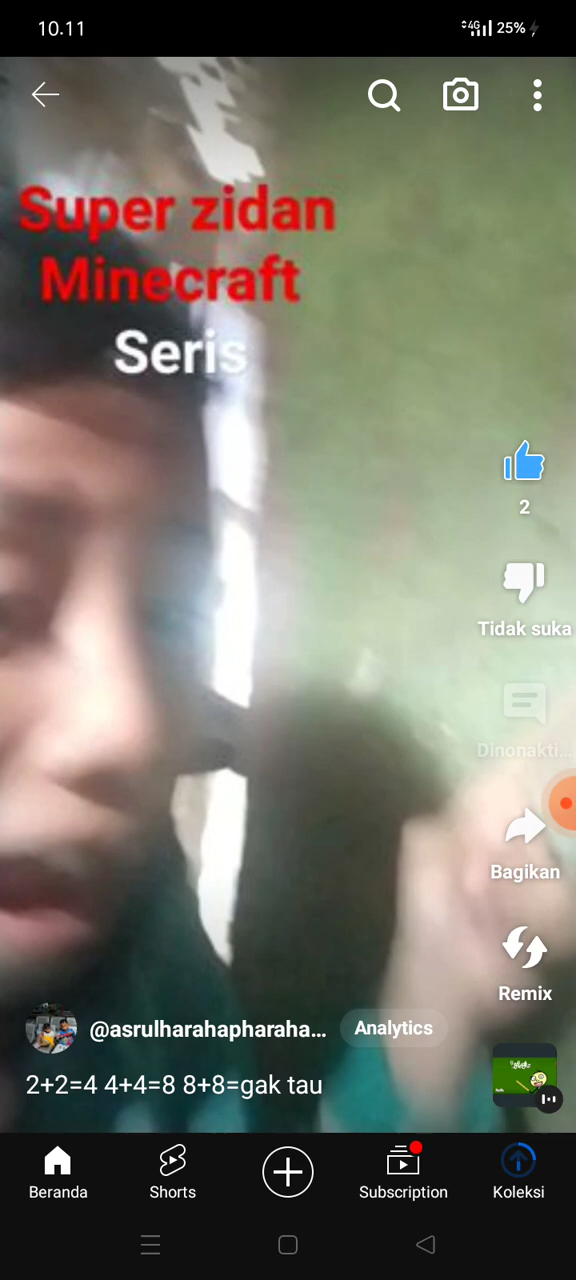 10.11
4G 25%
Super zidan
Minecraft
Seris
2
Tidak suka
Dinonakti...
Bagikan
Remix
@asrulharahapharaha...
Analytics
2+2=4 4+4=8 8+8=gak tau
Beranda
Shorts
Subscription
Koleksi